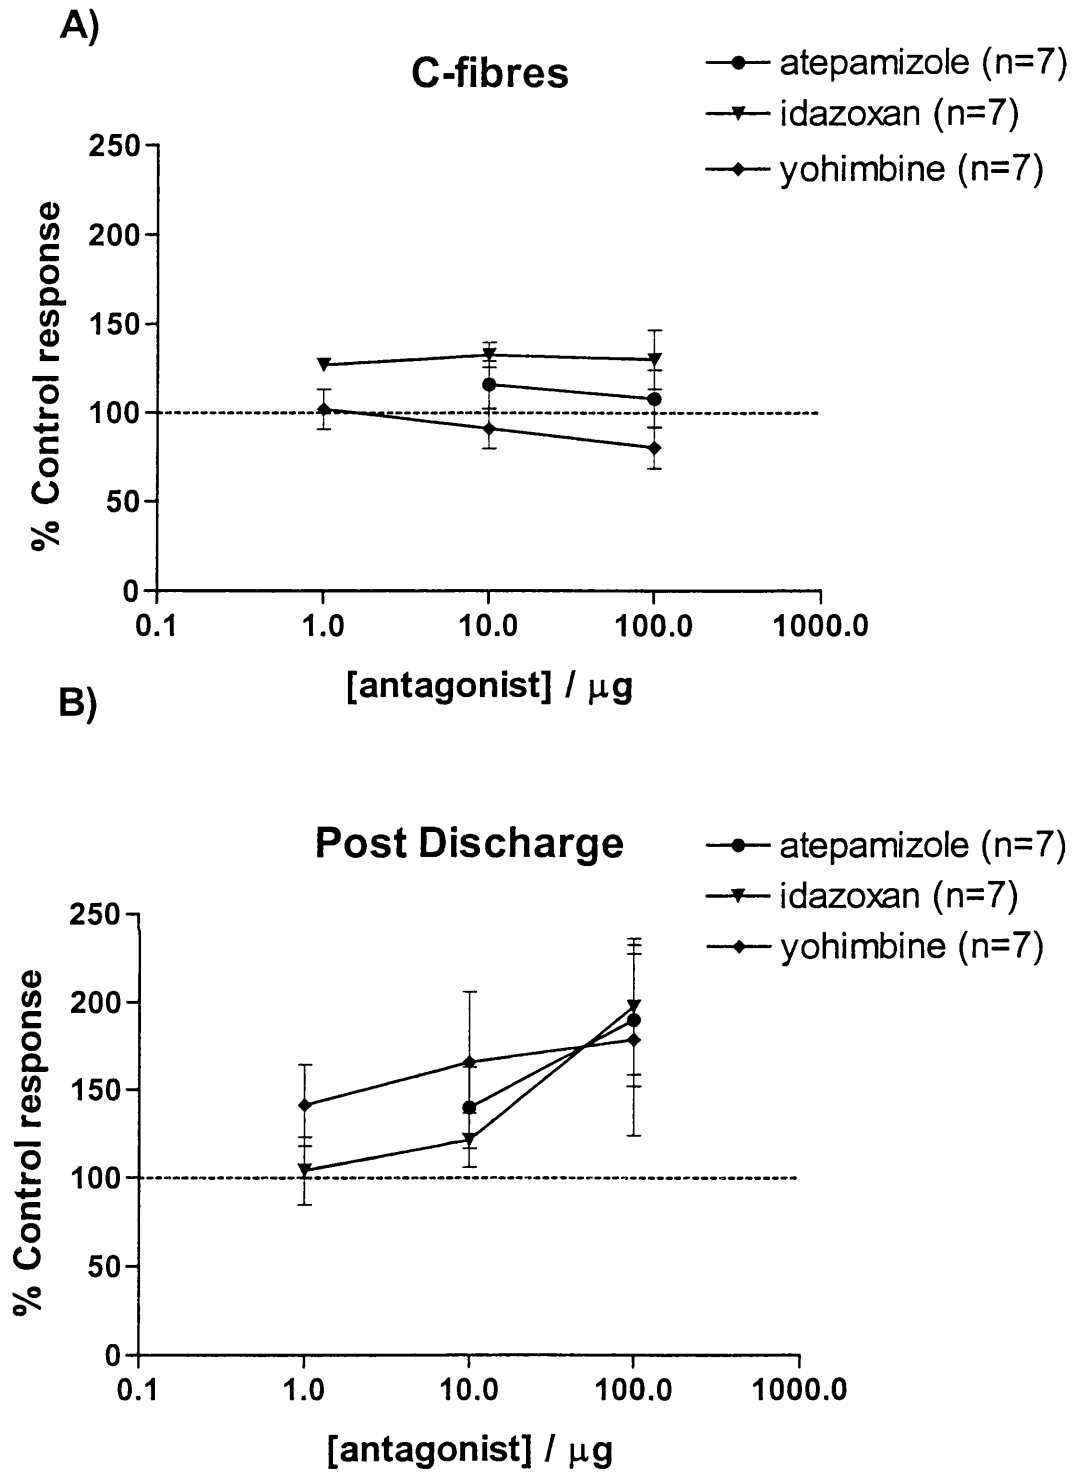 A)
C-fibres
atepamizole (n=7)
idazoxan (n=7)
yohimbine (n=7)
250
200
150
100
50
0
% Control response
0.1 1.0 10.0 100.0 1000.0
[antagonist] / μg
B)
Post Discharge
atepamizole (n=7)
idazoxan (n=7)
yohimbine (n=7)
250
200
150
100
50
0
% Control response
0.1 1.0 10.0 100.0 1000.0
[antagonist] / μg